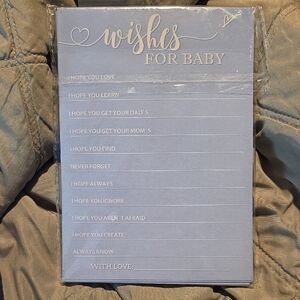 wishes
FOR BABY
I HOPE YOU LOVE
I HOPE YOU LEARN
I HOPE YOU GET YOUR DAD'S
I HOPE YOU GET YOUR MOM'S
I HOPE YOU FIND
NEVER FORGET
I HOPE ALWAYS
I HOPE YOU IGNORE
I HOPE YOU AREN'T AFRAID
I HOPE YOU CREATE
ALWAYS KNOW
WITH LOVE: